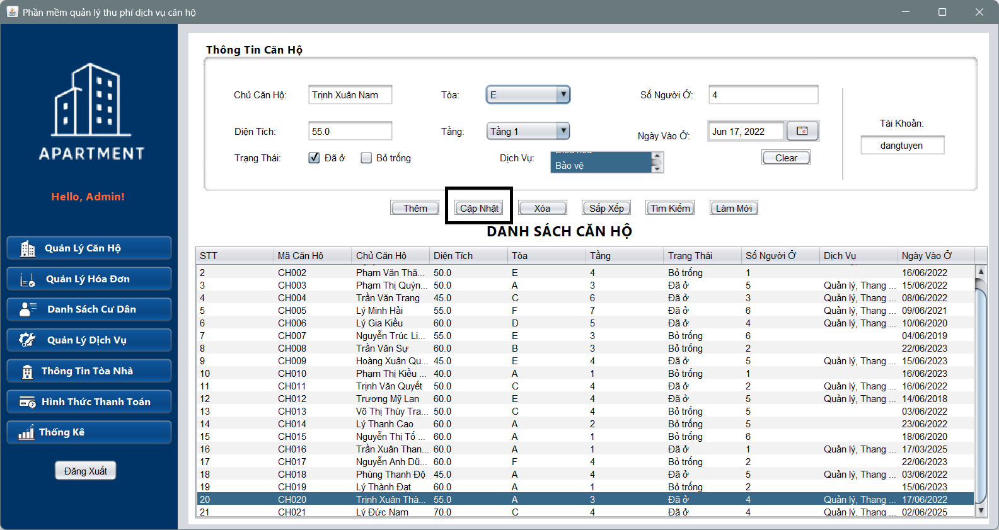 Phần mềm quản lý thu phí dịch vụ căn hộ
APARTMENT
Hello, Admin!
Quản Lý Căn Hộ
Quản Lý Hóa Đơn
Danh Sách Cư Dân
Quản Lý Dịch Vụ
Thông Tin Tòa Nhà
Hình Thức Thanh Toán
Thống Kê
Đăng Xuất
Thông Tin Căn Hộ
Chủ Căn Hộ: Trịnh Xuân Nam Tòa: E Số Người Ở: 4
Tài Khoản:
Diện Tích: 55.0 Tầng: Tầng 1 Ngày Vào Ở: Jun 17, 2022
dangtuyen
Trạng Thái: Đã ở Bỏ trống Dịch Vụ: Bảo vệ Clear
Thêm Cập Nhật Xóa Sắp Xếp Tìm Kiếm Làm Mới
DANH SÁCH CĂN HỘ
STT Mã Căn Hộ Chủ Căn Hộ Diện Tích Tòa Tầng Trạng Thái Số Người Ở Dịch Vụ Ngày Vào Ở
2 CH002 Phạm Văn Thă... 50.0 E 4 Bỏ trống 1 16/06/2022
3 CH003 Phạm Thị Quỳn... 50.0 A 3 Đã ở 5 Quản lý, Thang ... 15/06/2022
4 CH004 Trần Văn Trang 45.0 C 6 Đã ở 3 Quản lý, Thang ... 08/06/2022
5 CH005 Lý Minh Hải 55.0 F 7 Đã ở 6 Quản lý, Thang ... 09/06/2021
6 CH006 Lý Gia Kiều 60.0 D 5 Đã ở 4 Quản lý, Thang ... 10/06/2020
7 CH007 Nguyễn Trúc Li... 55.0 E 3 Bỏ trống 6 04/06/2019
8 CH008 Trần Văn Sự 60.0 B 3 Bỏ trống 2 22/06/2023
9 CH009 Hoàng Xuân Qu... 45.0 E 4 Đã ở 5 Quản lý, Thang ... 15/06/2023
10 CH010 Phạm Thị Kiều ... 40.0 A 1 Bỏ trống 1 16/06/2023
11 CH011 Trịnh Văn Quyết 50.0 C 4 Đã ở 2 Quản lý, Thang ... 16/06/2022
12 CH012 Trương Mỹ Lan 60.0 E 4 Đã ở 5 Quản lý, Thang ... 14/06/2018
13 CH013 Võ Thị Thùy Tra... 50.0 C 4 Bỏ trống 5 03/06/2022
14 CH014 Lý Thanh Cao 60.0 A 2 Bỏ trống 5 23/06/2022
15 CH015 Nguyễn Thị Tố ... 60.0 A 1 Bỏ trống 6 18/06/2020
16 CH016 Trần Xuân Than... 60.0 A 1 Đã ở 1 Quản lý, Thang ... 17/03/2025
17 CH017 Nguyễn Anh Dũ... 60.0 F 4 Bỏ trống 2 22/06/2023
18 CH018 Phùng Thanh Độ 45.0 A 4 Đã ở 5 Quản lý, Thang ... 03/06/2022
19 CH019 Lý Thành Đạt 60.0 A 1 Bỏ trống 2 15/06/2023
20 CH020 Trịnh Xuân Thà... 55.0 A 3 Đã ở 4 Quản lý, Thang ... 17/06/2022
21 CH021 Lý Đức Nam 70.0 C 4 Đã ở 4 Quản lý, Thang ... 02/06/2025